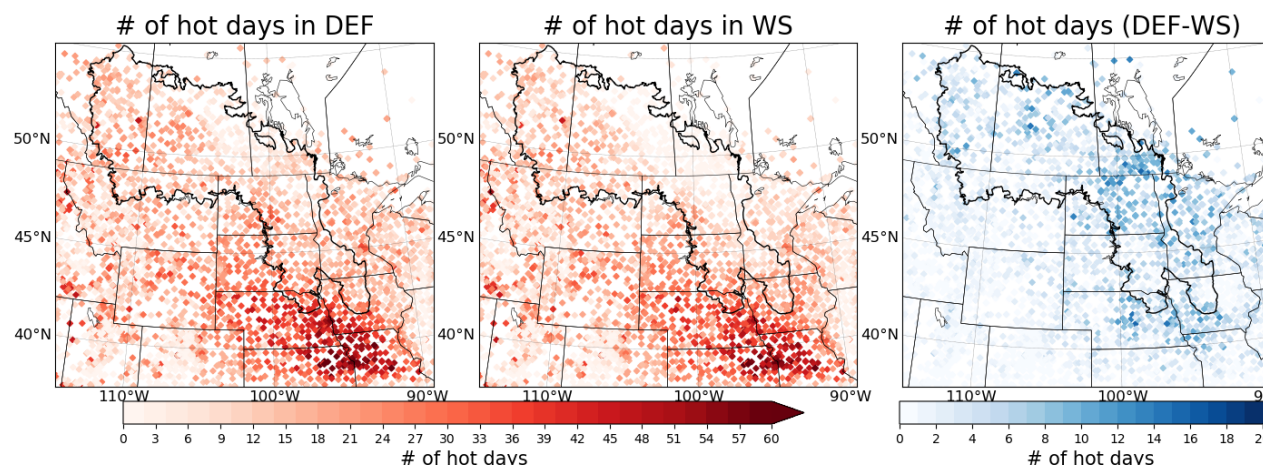 # of hot days in DEF
# of hot days in WS
# of hot days (DEF-WS)
50°N 50°N 50°N
45°N 45°N 45°N
40°N 40°N 40°N
110°W 100°W 90°W 110°W 100°W 90°W 110°W 100°W 9
0 3 6 9 12 15 18 21 24 27 30 33 36 39 42 45 48 51 54 57 60
# of hot days
0 2 4 6 8 10 12 14 16 18 2
# of hot days